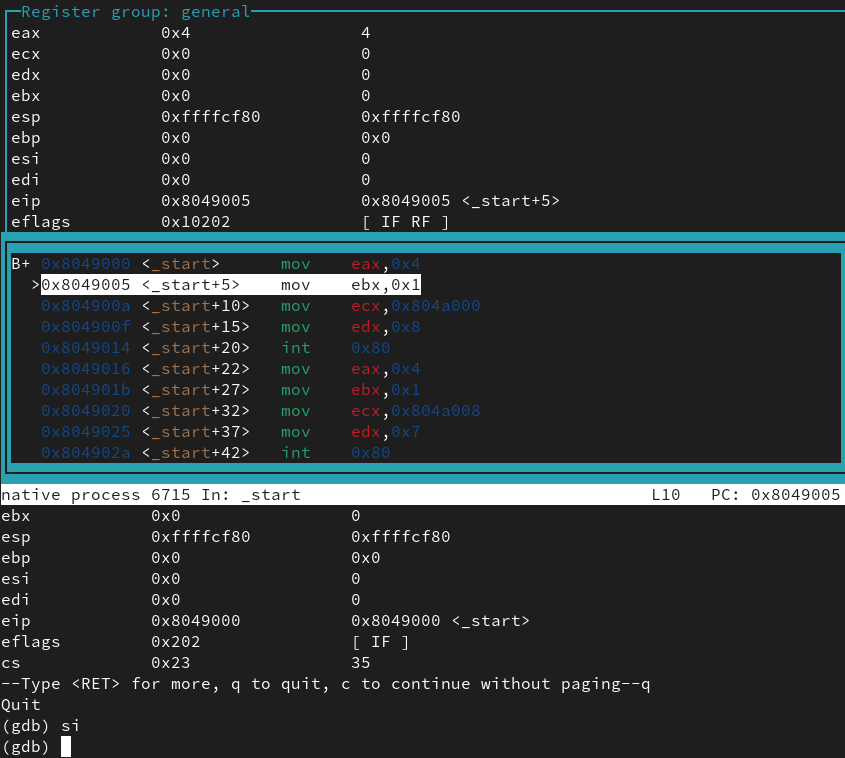 Register group: general
eax 0x4 4
ecx 0x0 0
edx 0x0 0
ebx 0x0 0
esp 0xffffcf80 0xffffcf80
ebp 0x0 0x0
esi 0x0 0
edi 0x0 0
eip 0x8049005 0x8049005 <_start+5>
eflags 0x10202 [ IF RF ]
B+ 0x8049000 <_start> mov eax,0x4
>0x8049005 <_start+5> mov ebx,0x1
0x804900a <_start+10> mov ecx,0x804a000
0x804900f <_start+15> mov edx,0x8
0x8049014 <_start+20> int 0x80
0x8049016 <_start+22> mov eax,0x4
0x804901b <_start+27> mov ebx,0x1
0x8049020 <_start+32> mov ecx,0x804a008
0x8049025 <_start+37> mov edx,0x7
0x804902a <_start+42> int 0x80
native process 6715 In: _start L10 PC: 0x8049005
ebx 0x0 0
esp 0xffffcf80 0xffffcf80
ebp 0x0 0x0
esi 0x0 0
edi 0x0 0
eip 0x8049000 0x8049000 <_start>
eflags 0x202 [ IF ]
cs 0x23 35
--Type <RET> for more, q to quit, c to continue without paging--q
Quit
(gdb) si
(gdb)